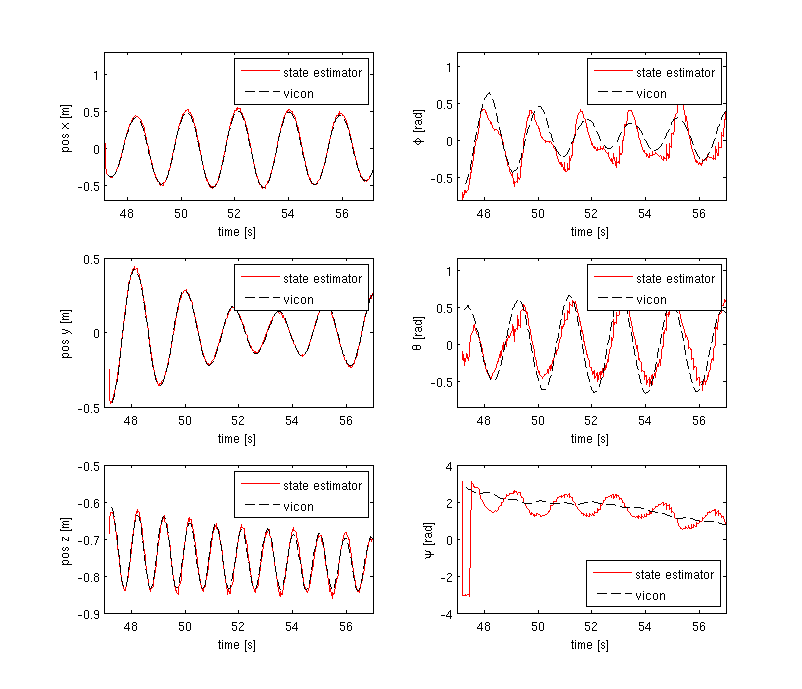 pos x [m]
1
0.5
0
-0.5
48 50 52 54 56
time [s]
state estimator
vicon
ϕ [rad]
1
0.5
0
-0.5
48 50 52 54 56
time [s]
state estimator
vicon
pos y [m]
0.5
0
-0.5
48 50 52 54 56
time [s]
state estimator
vicon
θ [rad]
1
0.5
0
-0.5
48 50 52 54 56
time [s]
state estimator
vicon
pos z [m]
-0.5
-0.6
-0.7
-0.8
-0.9
48 50 52 54 56
time [s]
state estimator
vicon
Ψ [rad]
4
2
0
-2
-4
48 50 52 54 56
time [s]
state estimator
vicon